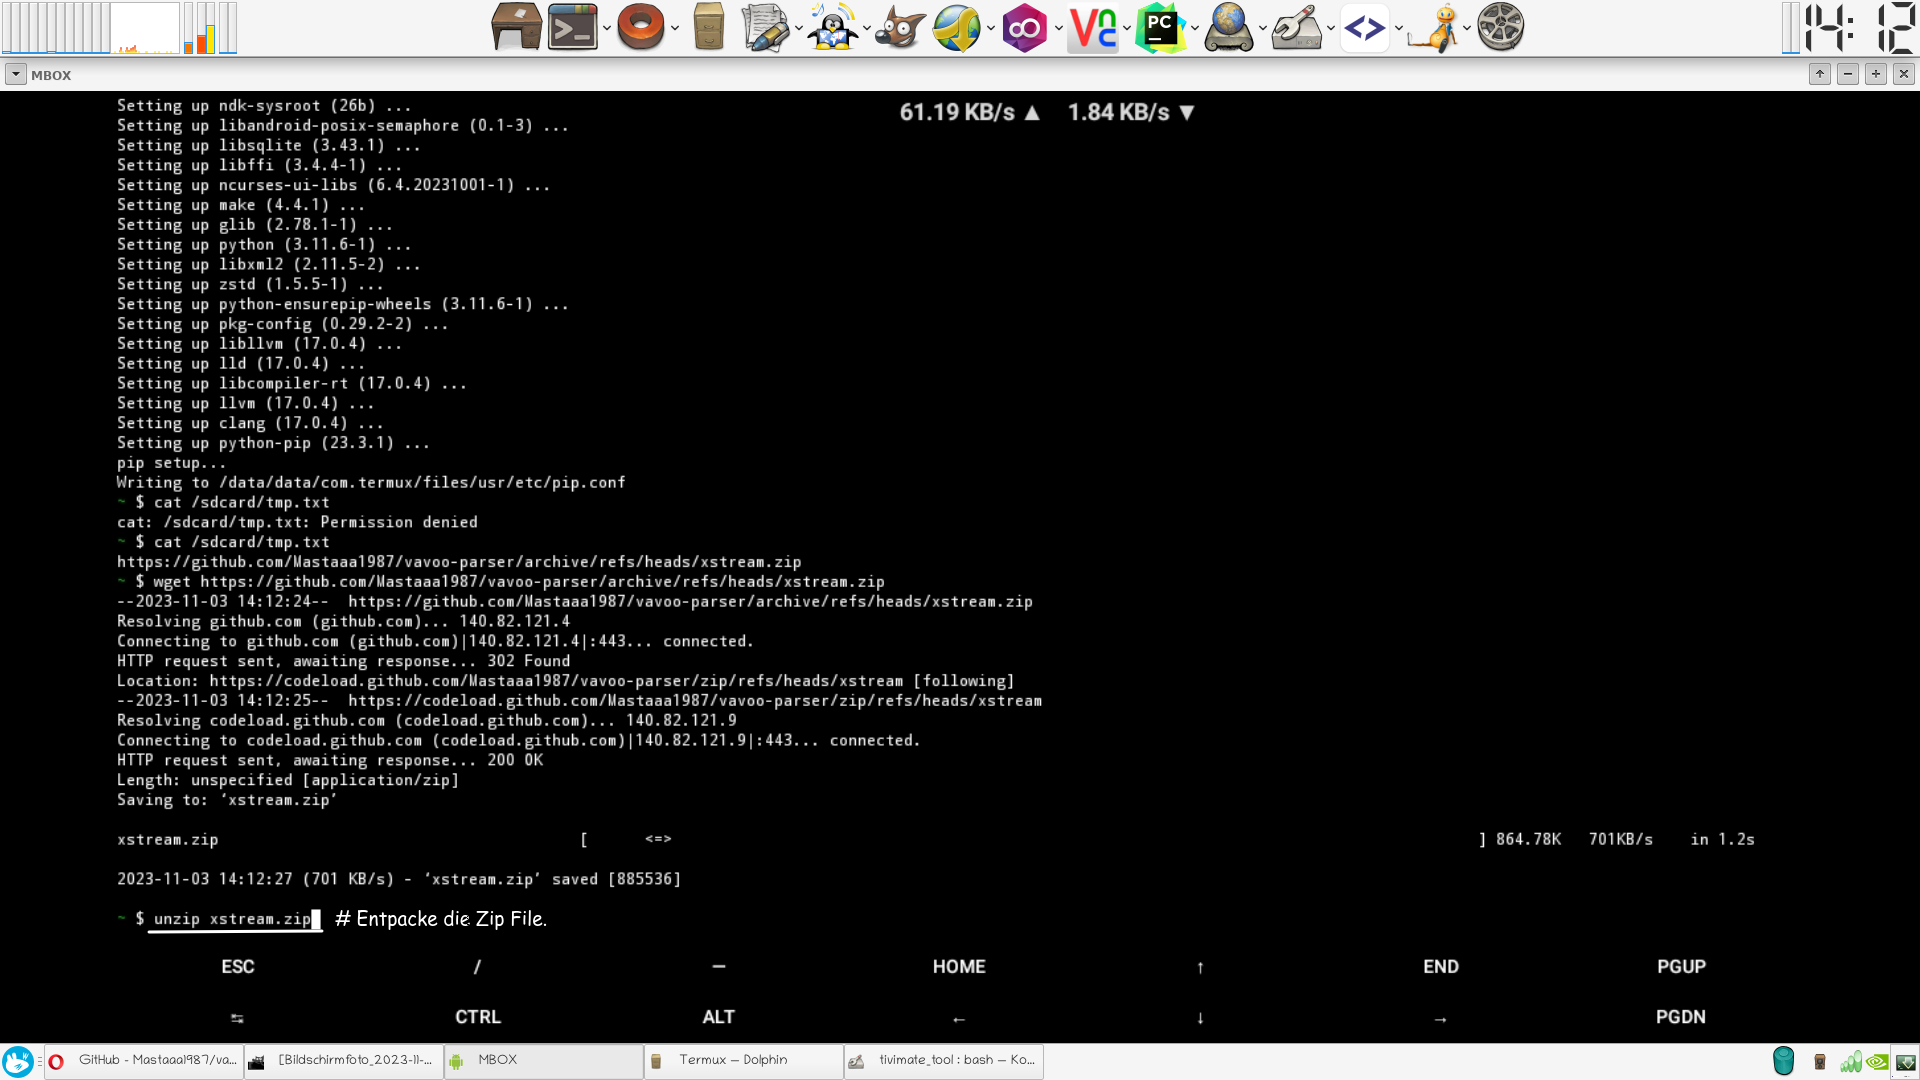 14:12
PC
MBOX
61.19 KB/s ▲ 1.84 KB/s ▼
Setting up ndk-sysroot (26b) ...
Setting up libandroid-posix-semaphore (0.1-3) ...
Setting up libsqlite (3.43.1) ...
Setting up libffi (3.4.4-1) ...
Setting up ncurses-ui-libs (6.4.20231001-1) ...
Setting up make (4.4.1) ...
Setting up glib (2.78.1-1) ...
Setting up python (3.11.6-1) ...
Setting up libxml2 (2.11.5-2) ...
Setting up zstd (1.5.5-1) ...
Setting up python-ensurepip-wheels (3.11.6-1) ...
Setting up pkg-config (0.29.2-2) ...
Setting up libllvm (17.0.4) ...
Setting up lld (17.0.4) ...
Setting up libcompiler-rt (17.0.4) ...
Setting up llvm (17.0.4) ...
Setting up clang (17.0.4) ...
Setting up python-pip (23.3.1) ...
pip setup...
Writing to /data/data/com.termux/files/usr/etc/pip.conf
~ $ cat /sdcard/tmp.txt
cat: /sdcard/tmp.txt: Permission denied
~ $ cat /sdcard/tmp.txt
https://github.com/Mastaaa1987/vavoo-parser/archive/refs/heads/xstream.zip
~ $ wget https://github.com/Mastaaa1987/vavoo-parser/archive/refs/heads/xstream.zip
--2023-11-03 14:12:24--  https://github.com/Mastaaa1987/vavoo-parser/archive/refs/heads/xstream.zip
Resolving github.com (github.com)... 140.82.121.4
Connecting to github.com (github.com)|140.82.121.4|:443... connected.
HTTP request sent, awaiting response... 302 Found
Location: https://codeload.github.com/Mastaaa1987/vavoo-parser/zip/refs/heads/xstream [following]
--2023-11-03 14:12:25--  https://codeload.github.com/Mastaaa1987/vavoo-parser/zip/refs/heads/xstream
Resolving codeload.github.com (codeload.github.com)... 140.82.121.9
Connecting to codeload.github.com (codeload.github.com)|140.82.121.9|:443... connected.
HTTP request sent, awaiting response... 200 OK
Length: unspecified [application/zip]
Saving to: ‘xstream.zip’
xstream.zip [ <=> ] 864.78K 701KB/s in 1.2s
2023-11-03 14:12:27 (701 KB/s) - ‘xstream.zip’ saved [885536]
~ $ unzip xstream.zip # Entpacke die Zip File.
ESC / — HOME ↑ END PGUP
↹ CTRL ALT ← ↓ → PGDN
GitHub - Mastaaa1987/va... [Bildschirmfoto_2023-11-... MBOX Termux — Dolphin tivimate_tool : bash — Ko...